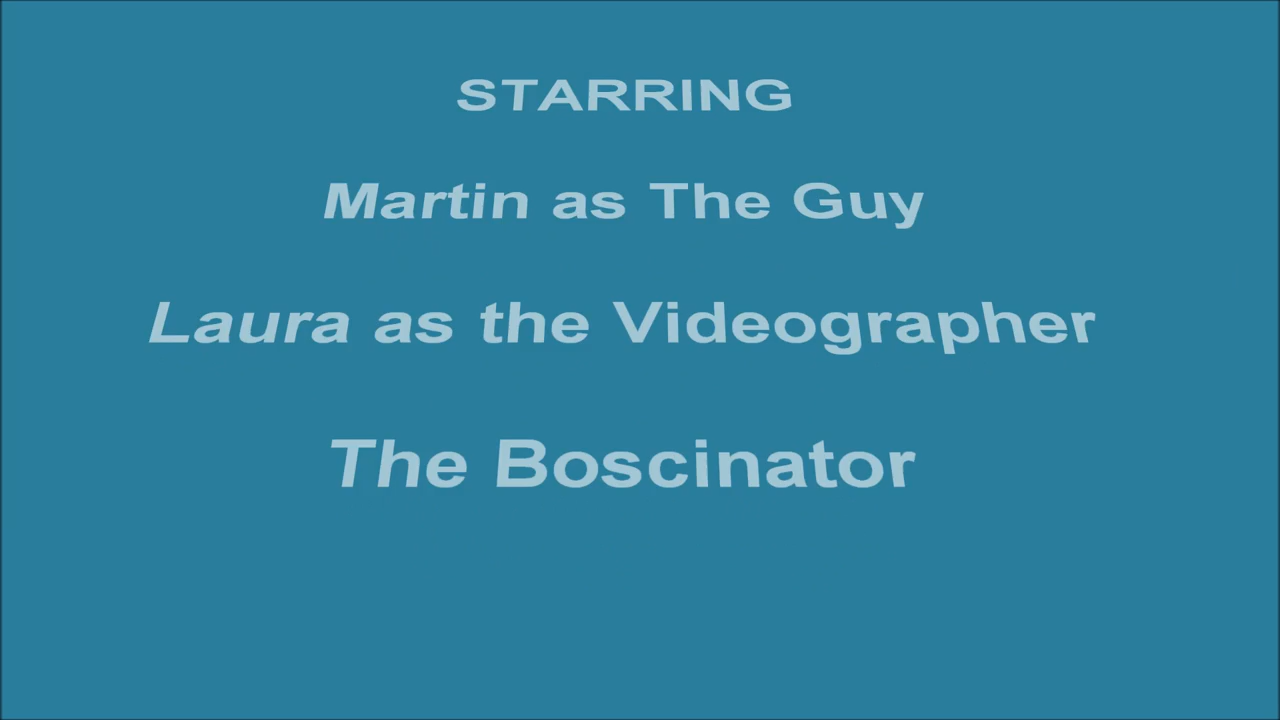 STARRING
Martin as The Guy
Laura as the Videographer
The Boscinator